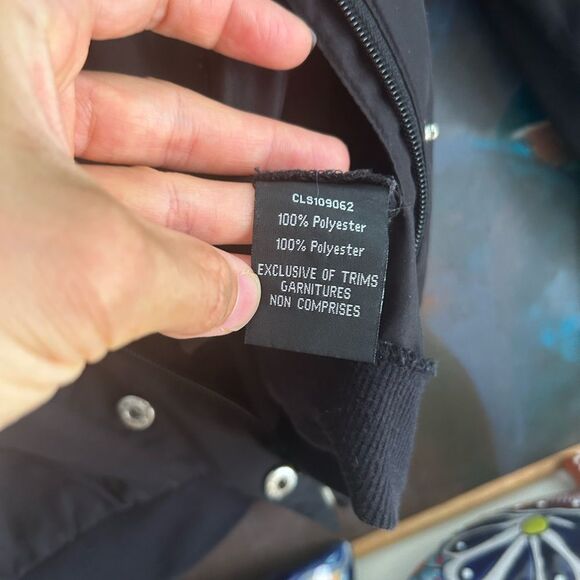 CLS109062
100% Polyester
100% Polyester
EXCLUSIVE OF TRIMS
GARNITURES
NON COMPRISES